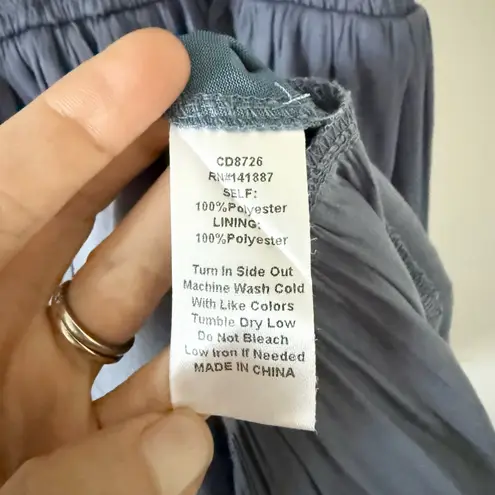 CD8726
RN#141887
SELF:
100%Polyester
LINING:
100%Polyester
Turn In Side Out
Machine Wash Cold
With Like Colors
Tumble Dry Low
Do Not Bleach
Low Iron If Needed
MADE IN CHINA